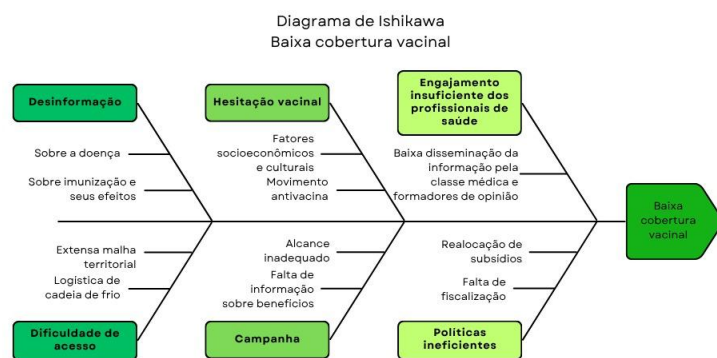 Diagrama de Ishikawa
Baixa cobertura vacinal
Desinformação
Sobre a doença
Sobre imunização e
seus efeitos
Hesitação vacinal
Fatores
socioeconômicos
e culturais
Movimento
antivacina
Engajamento
insuficiente dos
profissionais de
saúde
Baixa disseminação da
informação pela
classe médica e
formadores de opinião
Baixa
cobertura
vacinal
Extensa malha
territorial
Logistica de
cadeia de frio
Dificuldade de
acesso
Alcance
inadequado
Falta de
informação
sobre benefícios
Campanha
Realocação de
subsidios
Falta de
fiscalização
Políticas
ineficientes